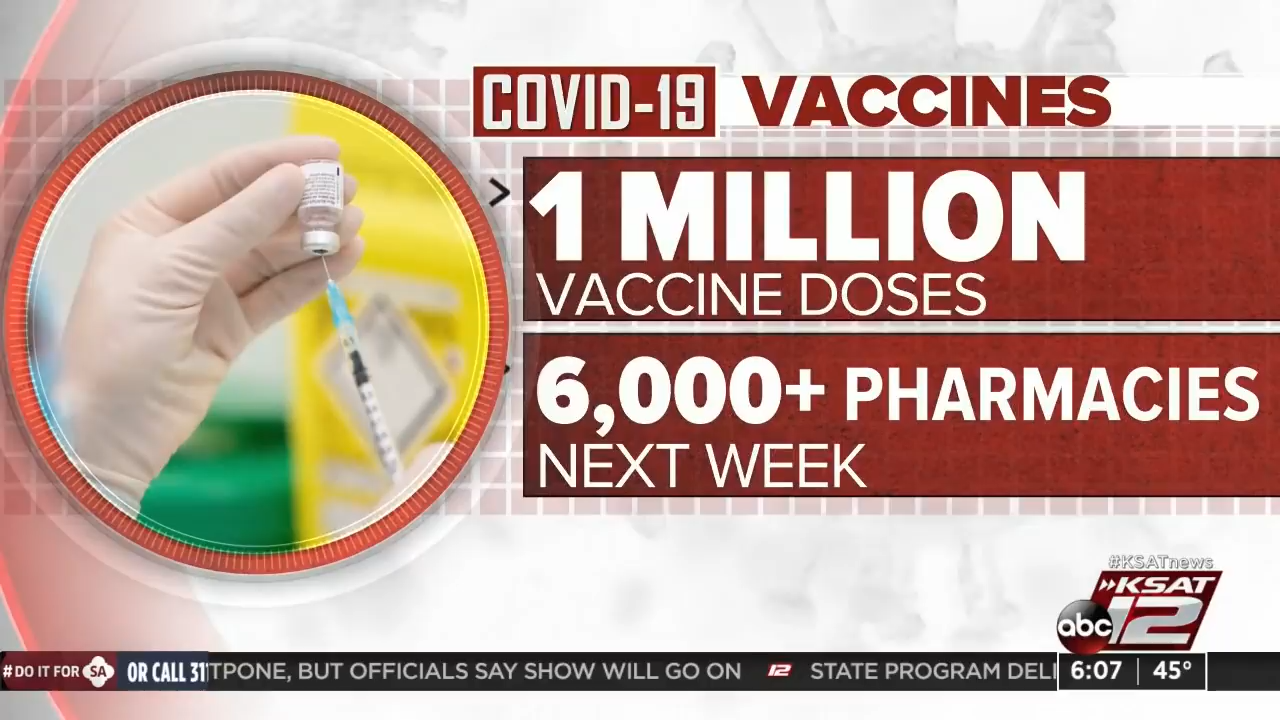 COVID-19 VACCINES
1 MILLION
VACCINE DOSES
6,000+ PHARMACIES
NEXT WEEK
#KSATnews
KSAT
abc 12
#DO IT FOR SA OR CALL 311 TPONE, BUT OFFICIALS SAY SHOW WILL GO ON 12 STATE PROGRAM DELI 6:07 45°